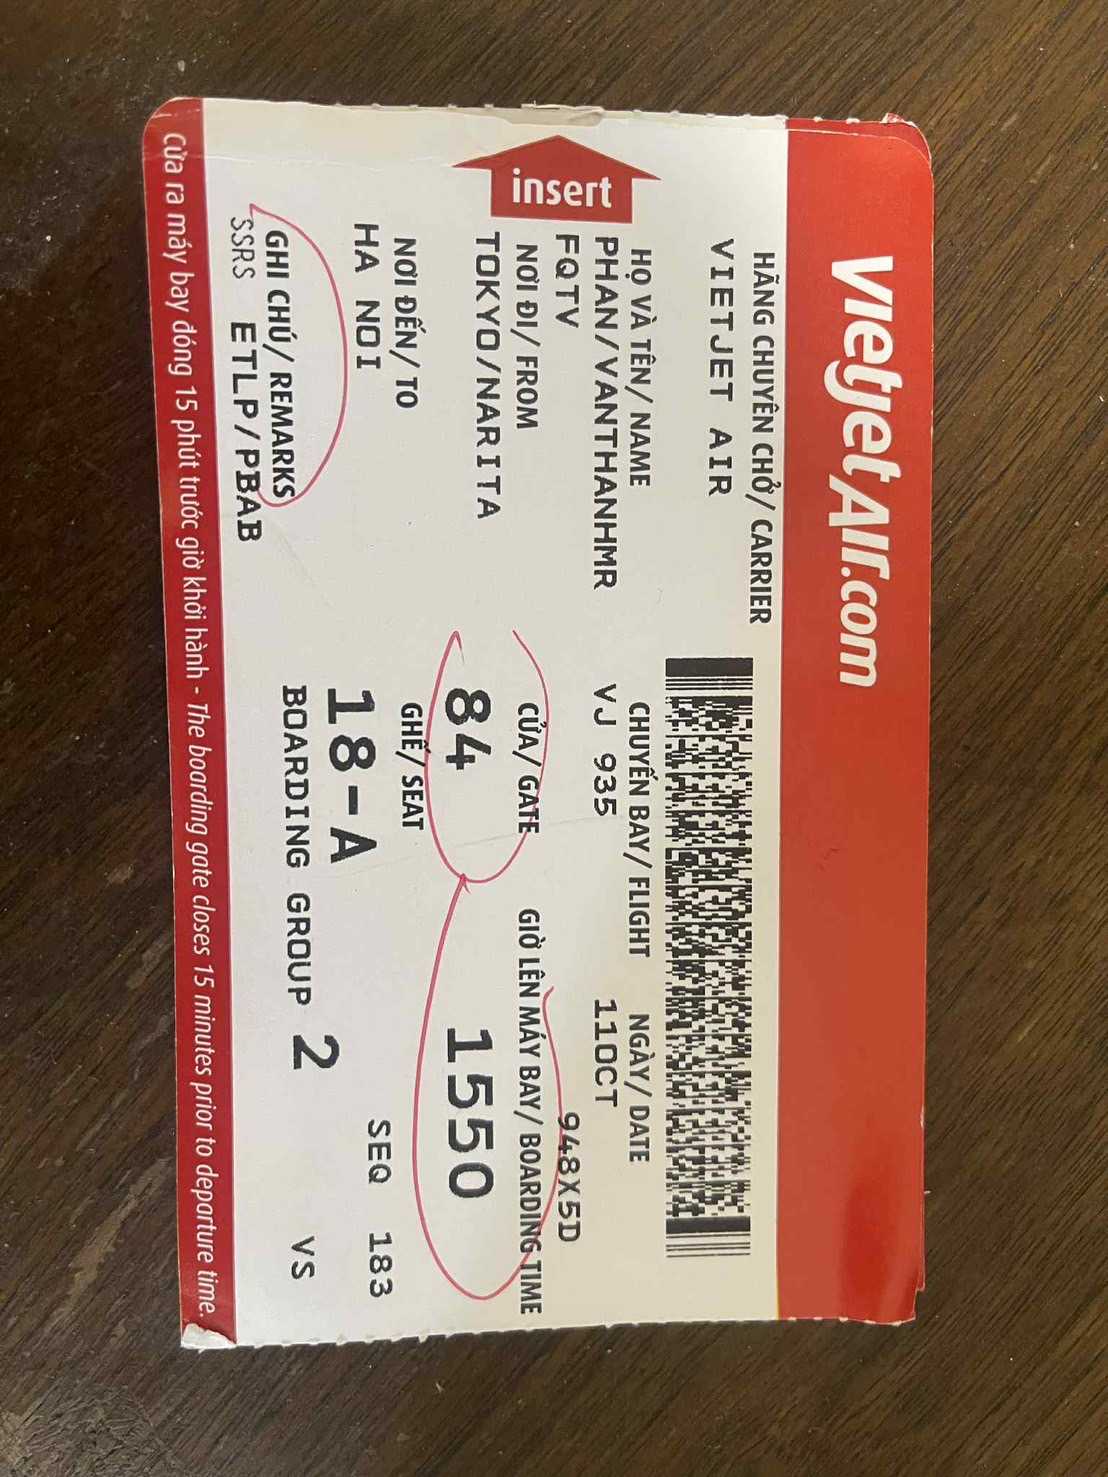 VietjetAir.com
HÃNG CHUYÊN CHỞ/ CARRIER
VIETJET AIR
insert
HỌ VÀ TÊN/ NAME
PHAN/VANTHANHMR
FQTV
CHUYẾN BAY/ FLIGHT
VJ 935
NGÀY/ DATE
11OCT
948X5D
NƠI ĐI/ FROM
TOKYO/NARITA
CỬA/ GATE
84
GIỜ LÊN MÁY BAY/ BOARDING TIME
1550
NƠI ĐẾN/ TO
HA NOI
GHẾ/ SEAT
18-A
SEQ 183
GHI CHÚ/ REMARKS
SSRS ETLP/PBAB
BOARDING GROUP 2
VS
Cửa ra máy bay đóng 15 phút trước giờ khởi hành - The boarding gate closes 15 minutes prior to departure time.